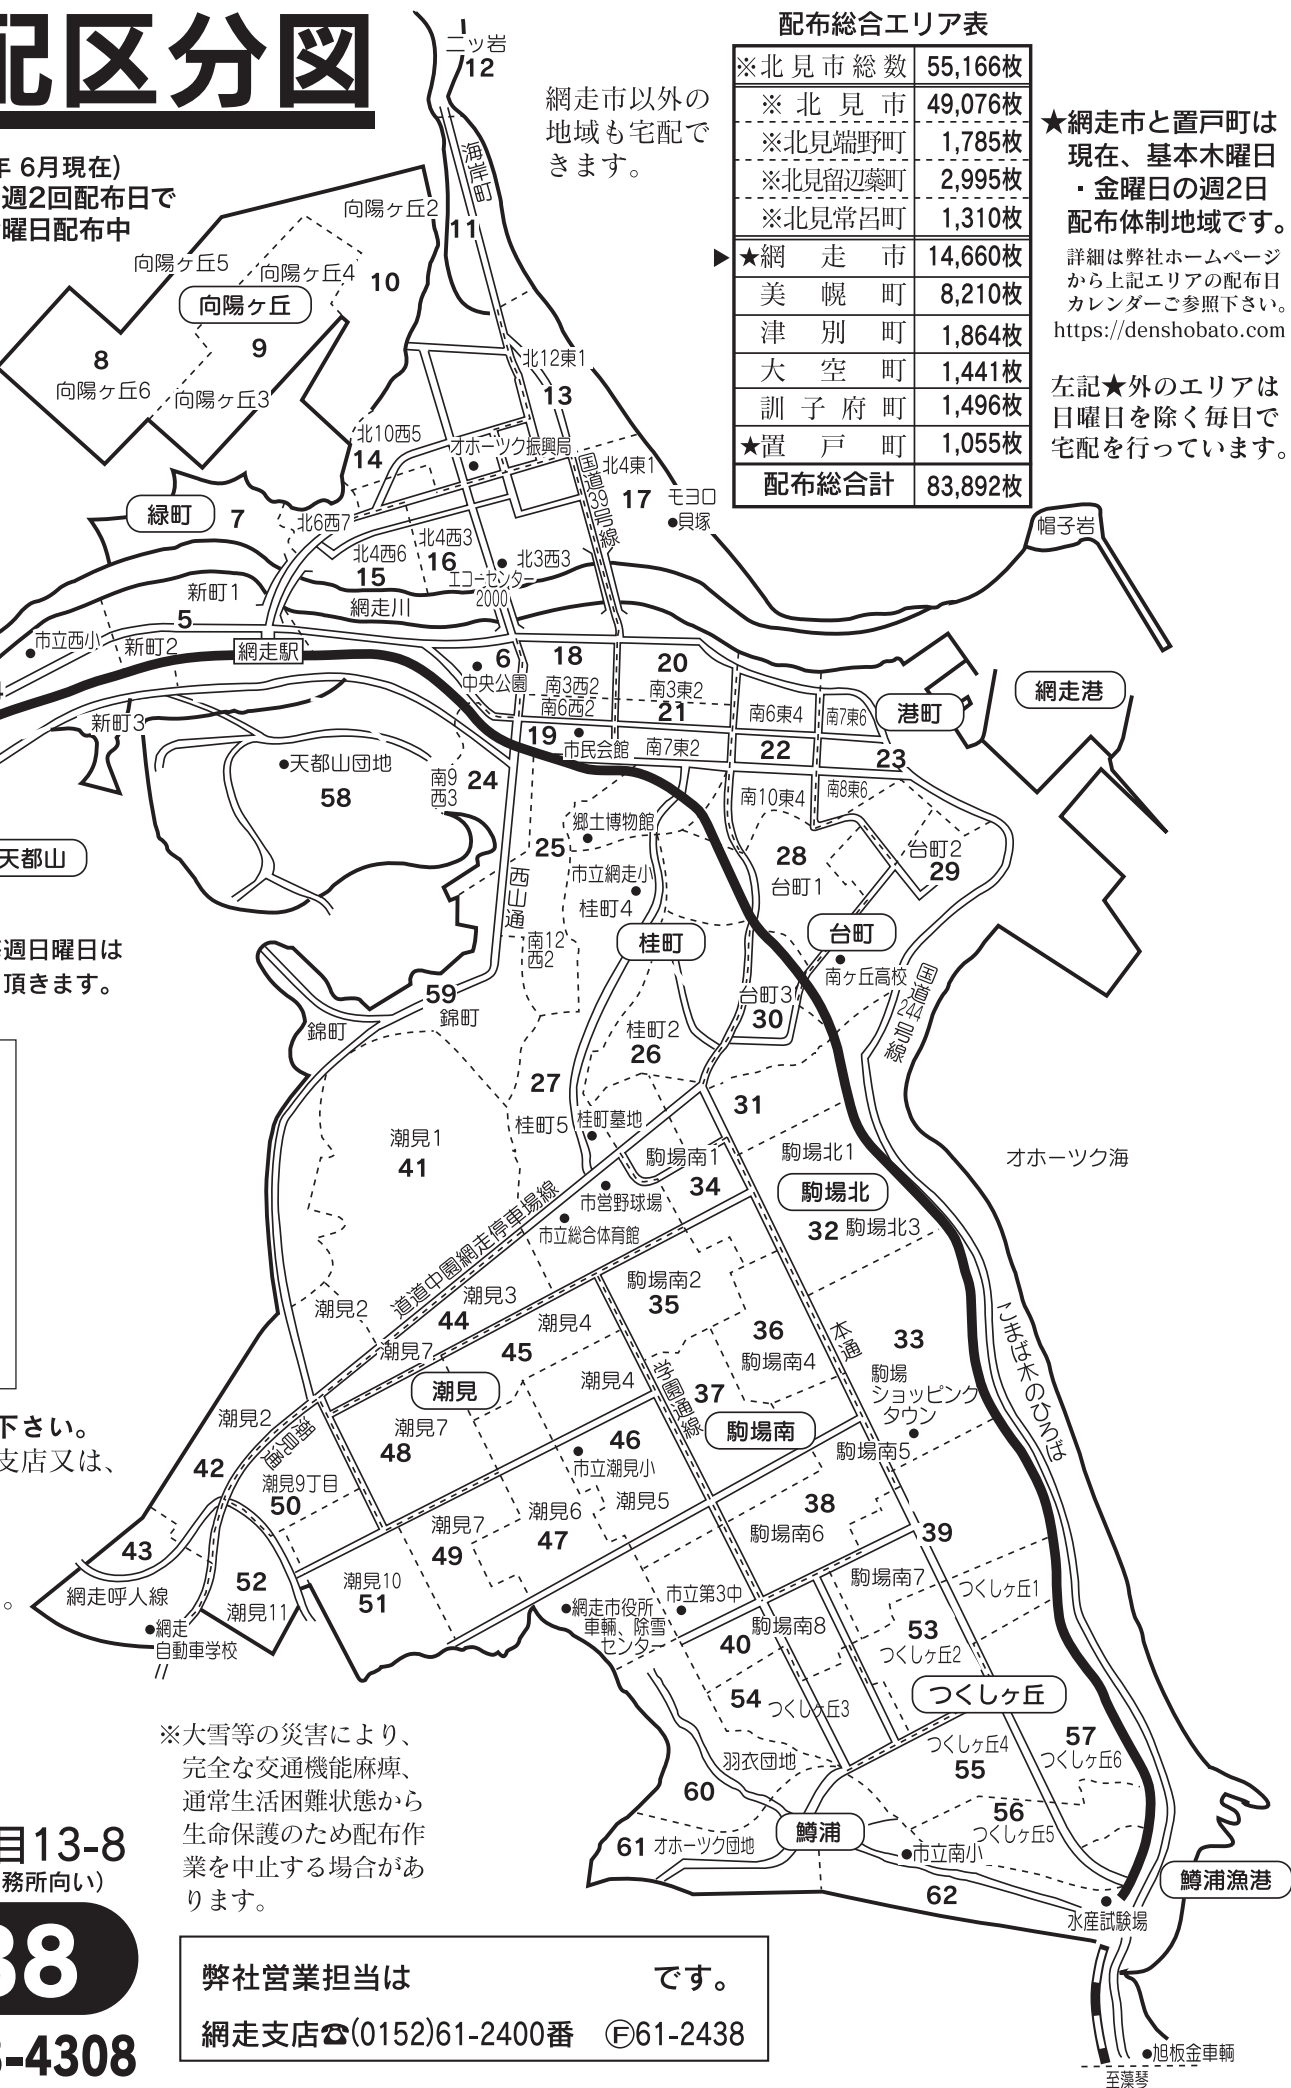 配区分図
年 6月現在)
週2回配布日で
曜日配布中
網走市以外の
地域も宅配で
きます。
配布総合エリア表
※北見市総数 55,166枚
※北見市 49,076枚
※北見端野町 1,785枚
※北見留辺蘂町 2,995枚
※北見常呂町 1,310枚
▶★網走市 14,660枚
美幌町 8,210枚
津別町 1,864枚
大空町 1,441枚
訓子府町 1,496枚
★置戸町 1,055枚
配布総合計 83,892枚
★網走市と置戸町は
現在、基本木曜日
・金曜日の週2日
配布体制地域です。
詳細は弊社ホームページ
から上記エリアの配布日
カレンダーご参照下さい。
https://denshobato.com
左記★外のエリアは
日曜日を除く毎日で
宅配を行っています。
二ッ岩
12
海岸町
11
向陽ヶ丘2
向陽ヶ丘5
向陽ヶ丘4
10
向陽ヶ丘
8
9
向陽ヶ丘6
向陽ヶ丘3
北12東1
13
北10西5
14
オホーツク振興局
国道39号線
北4東1
17
モヨロ
貝塚
帽子岩
緑町
7
北6西7
北4西3
16
北4西6
15
北3西3
エコーセンター
2000
新町1
網走川
5
市立西小
新町2
網走駅
6
中央公園
18
南3西2
南6西2
20
南3東2
21
南6東4
南7東6
港町
網走港
新町3
19
市民会館
南7東2
22
23
天都山団地
58
南9
西3
24
南10東4
南8東6
天都山
郷土博物館
25
市立網走小
桂町4
西山通
28
台町1
台町2
29
週日曜日は
頂きます。
南12
西2
桂町
台町
南ヶ丘高校
国道244号線
59
錦町
錦町
台町3
30
桂町2
26
27
桂町5
桂町墓地
31
潮見1
41
駒場南1
34
駒場北1
駒場北
32
駒場北3
オホーツク海
市営野球場
市立総合体育館
道道中園網走停車場線
潮見2
潮見3
44
駒場南2
35
潮見4
45
潮見7
36
駒場南4
本通
33
駒場
ショッピング
タウン
こまば木のひろば
潮見
潮見4
学園通線
37
駒場南
下さい。
支店又は、
潮見2
潮見通
潮見7
48
46
市立潮見小
駒場南5
42
潮見9丁目
50
潮見6
47
潮見5
38
駒場南6
潮見7
49
39
43
網走呼人線
52
潮見11
潮見10
51
駒場南7
つくしヶ丘1
。
網走
自動車学校
網走市役所
車輛、除雪
センター
市立第3中
40
駒場南8
53
つくしヶ丘2
つくしヶ丘
54
つくしヶ丘3
つくしヶ丘4
55
57
つくしヶ丘6
羽衣団地
60
56
つくしヶ丘5
61
オホーツク団地
鱒浦
市立南小
62
鱒浦漁港
水産試験場
旭板金車輌
至藻琴
※大雪等の災害により、
完全な交通機能麻痺、
通常生活困難状態から
生命保護のため配布作
業を中止する場合があ
ります。
目13-8
務所向い)
38
-4308
弊社営業担当は です。
網走支店☎(0152)61-2400番 Ⓕ61-2438